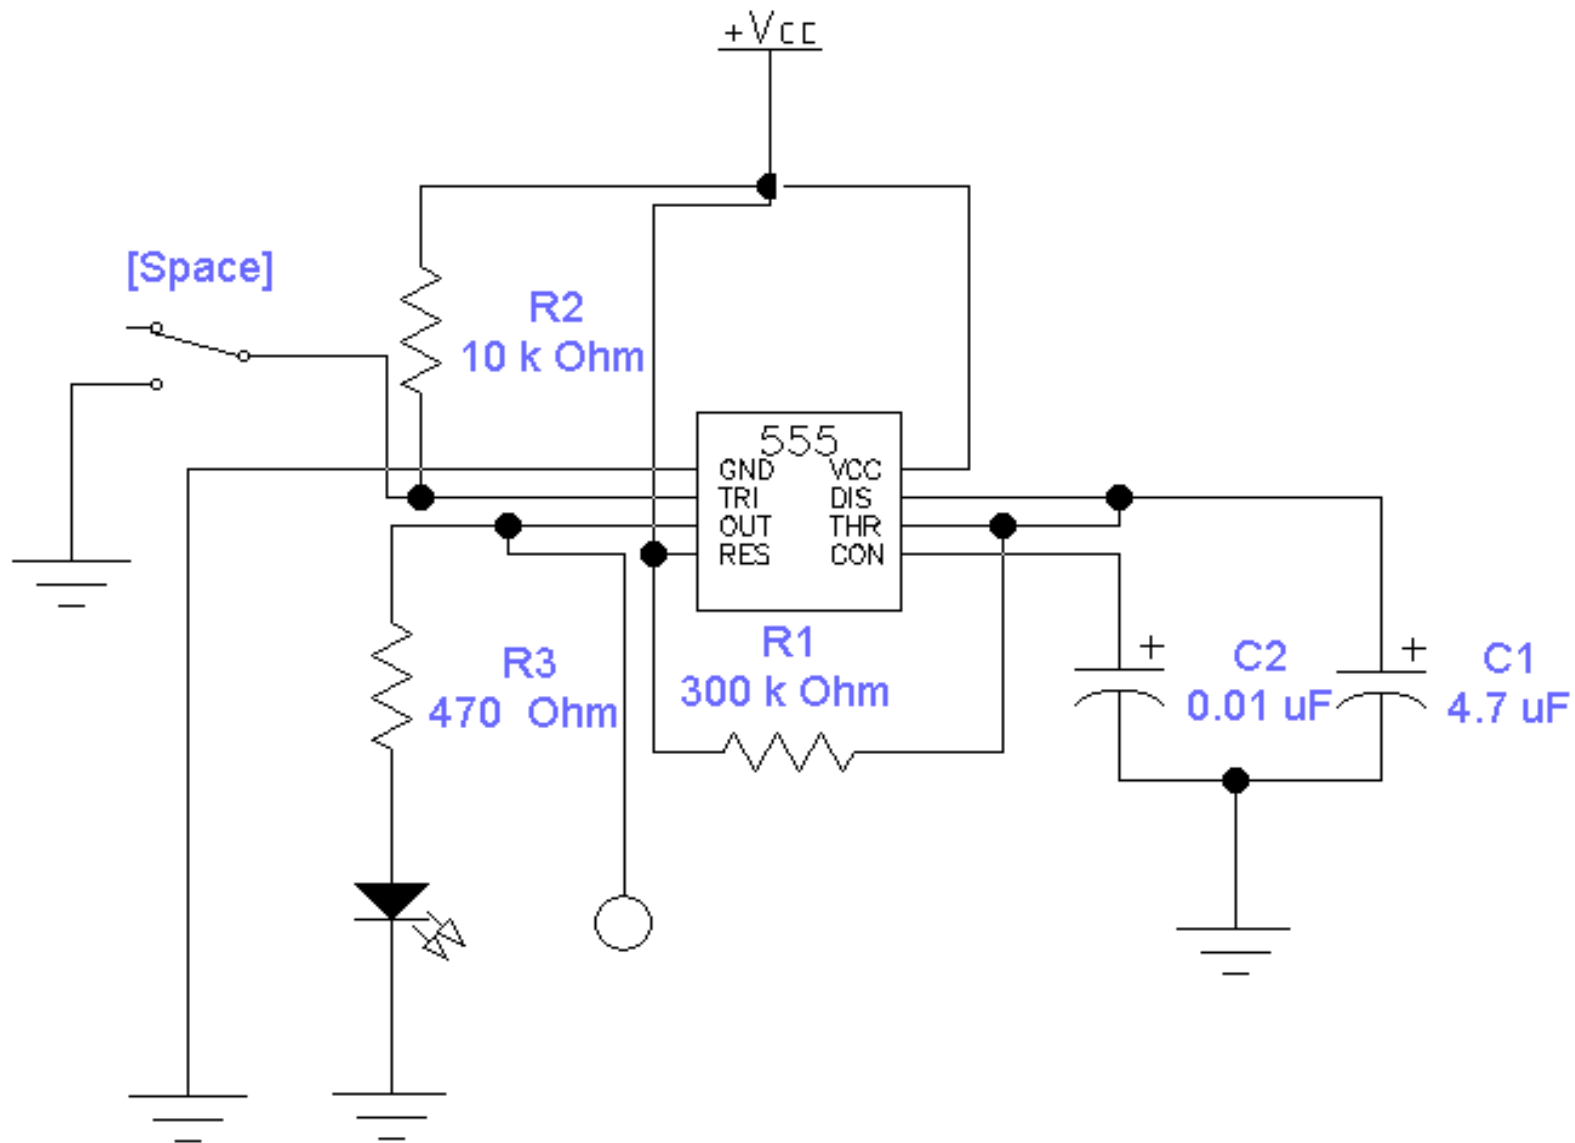 +Vcc
[Space]
R2
10 k Ohm
555
GND VCC
TRI DIS
OUT THR
RES CON
R1
300 k Ohm
R3
470 Ohm
+
C2
0.01 uF
+
C1
4.7 uF